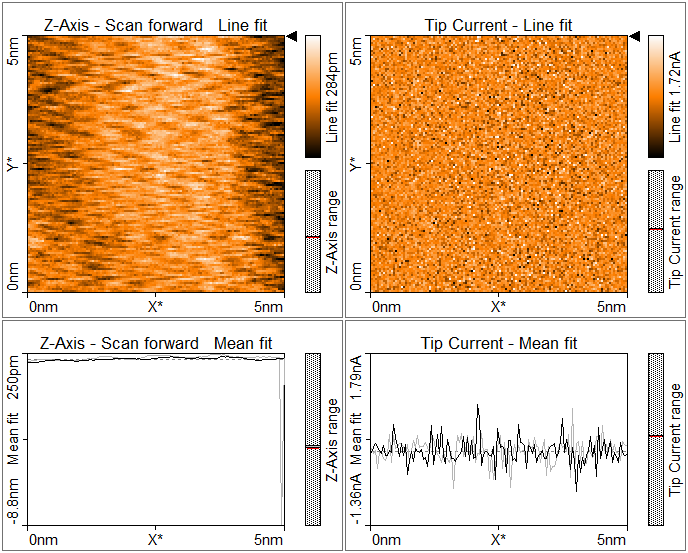 Z-Axis - Scan forward Line fit
5nm
Y*
0nm
0nm
X*
5nm
Line fit 284pm
Z-Axis range
Tip Current - Line fit
5nm
Y*
0nm
0nm
X*
5nm
Line fit 1.72nA
Tip Current range
Z-Axis - Scan forward Mean fit
-8.8nm Mean fit 250pm
0nm
X*
5nm
Z-Axis range
Tip Current - Mean fit
-1.36nA Mean fit 1.79nA
0nm
X*
5nm
Tip Current range